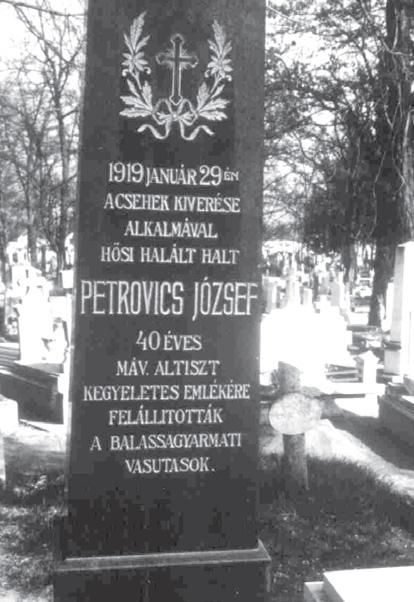 1919 JANUÁR 29 ÉN
A CSEHEK KIVERÉSE
ALKALMÁVAL
HŐSI HALÁLT HALT
PETROVICS JÓZSEF
40 ÉVES
MÁV. ALTISZT
KEGYELETES EMLÉKÉRE
FELÁLLITOTTÁK
A BALASSAGYARMATI
VASUTASOK.